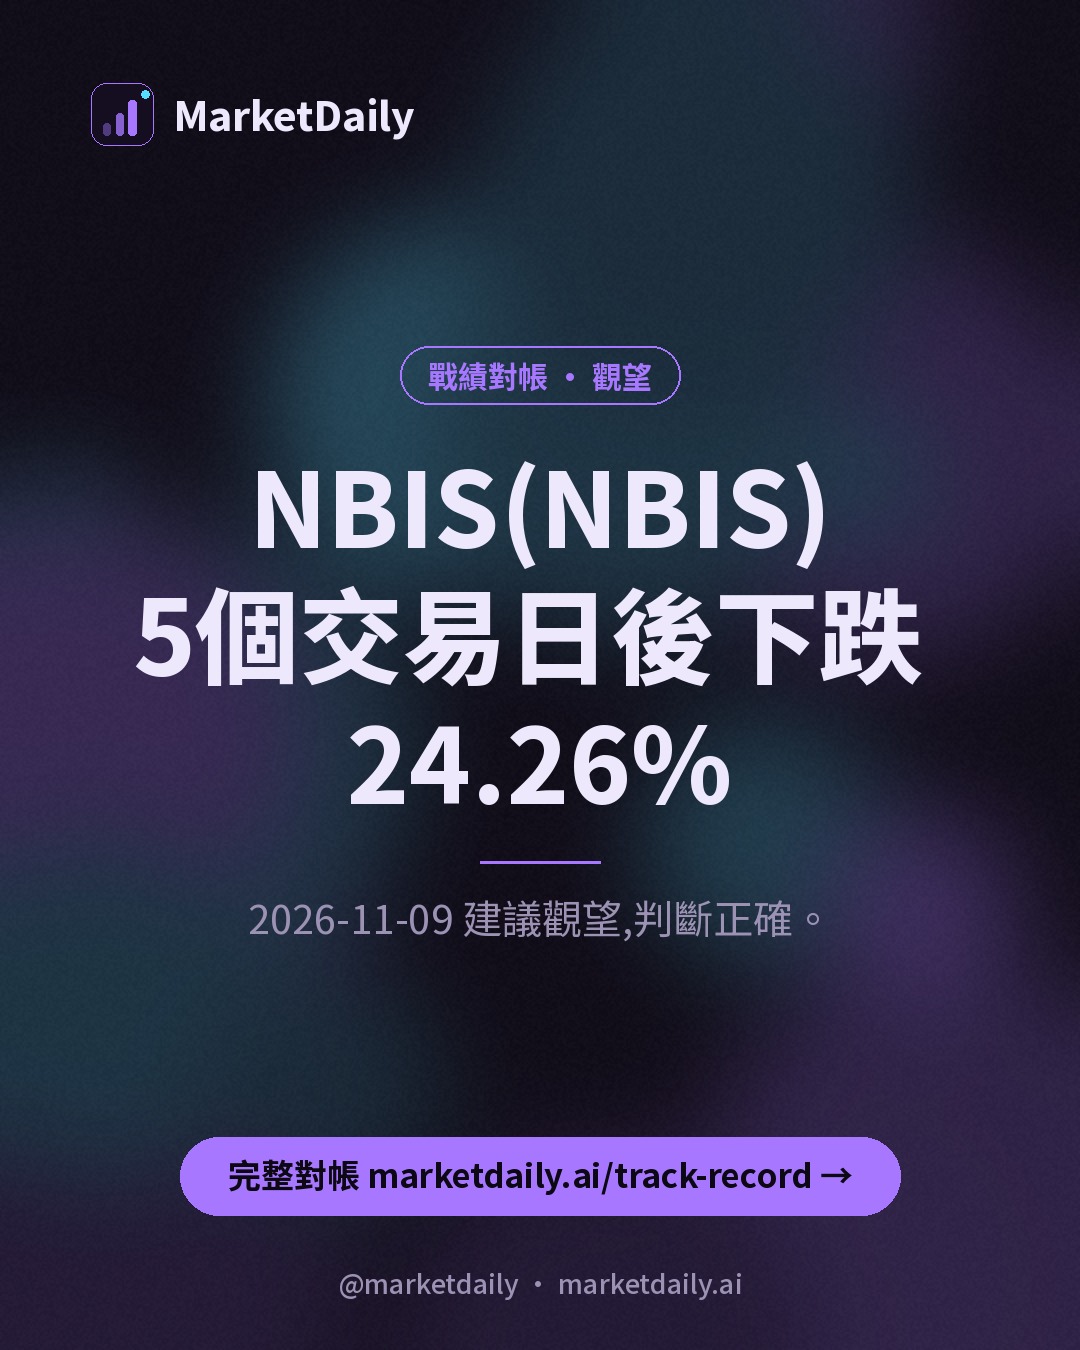 MarketDaily
戰績對帳 · 觀望
NBIS(NBIS)
5個交易日後下跌
24.26%
2026-11-09 建議觀望,判斷正確。
完整對帳 marketdaily.ai/track-record →
@marketdaily · marketdaily.ai